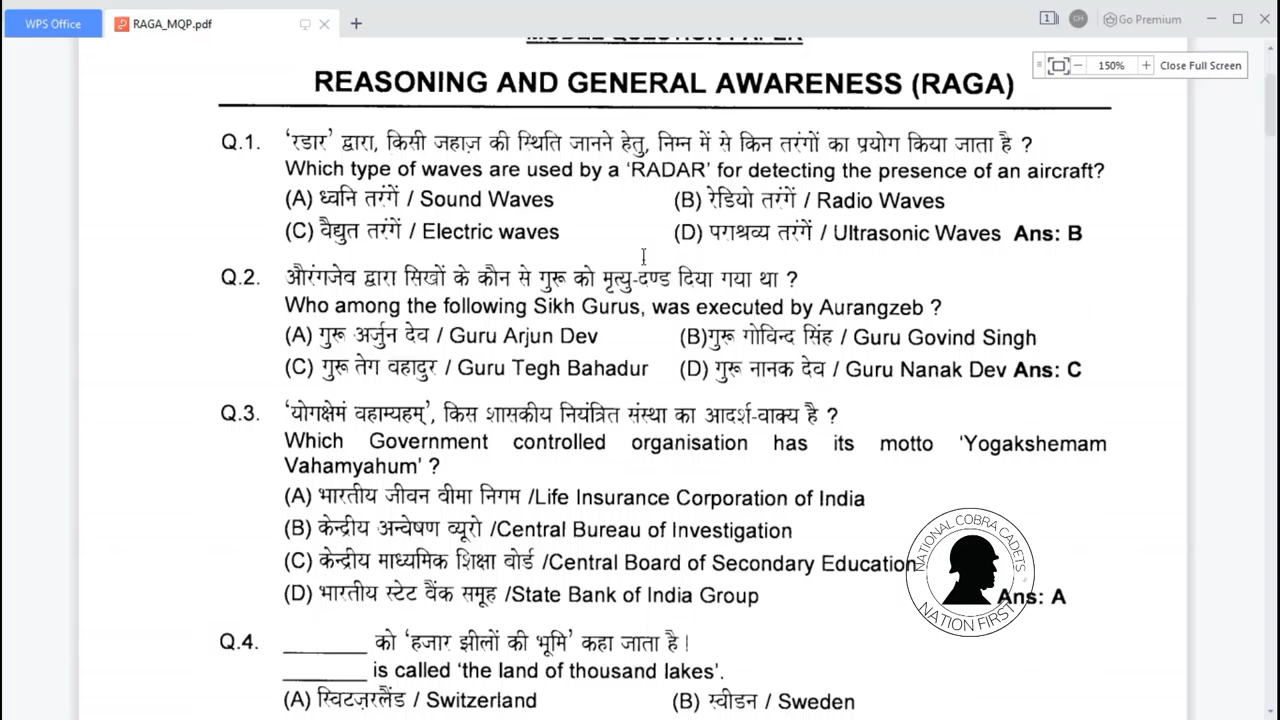 WPS Office
RAGA_MQP.pdf
1
CH
Go Premium
150%
Close Full Screen
MODEL QUESTION PAPER
REASONING AND GENERAL AWARENESS (RAGA)
Q.1. 'रडार' द्वारा, किसी जहाज़ की स्थिति जानने हेतु, निम्न में से किन तरंगों का प्रयोग किया जाता है ?
Which type of waves are used by a 'RADAR' for detecting the presence of an aircraft?
(A) ध्वनि तरंगें / Sound Waves (B) रेडियो तरंगें / Radio Waves
(C) वैद्युत तरंगें / Electric waves (D) पराश्रव्य तरंगें / Ultrasonic Waves Ans: B
Q.2. औरंगजेव द्वारा सिखों के कौन से गुरू को मृत्यु-दण्ड दिया गया था ?
Who among the following Sikh Gurus, was executed by Aurangzeb ?
(A) गुरू अर्जुन देव / Guru Arjun Dev (B)गुरू गोविन्द सिंह / Guru Govind Singh
(C) गुरू तेग वहादुर / Guru Tegh Bahadur (D) गुरू नानक देव / Guru Nanak Dev Ans: C
Q.3. 'योगक्षेमं वहाम्यहम्', किस शासकीय नियंत्रित संस्था का आदर्श-वाक्य है ?
Which Government controlled organisation has its motto 'Yogakshemam
Vahamyahum' ?
(A) भारतीय जीवन वीमा निगम /Life Insurance Corporation of India
(B) केन्द्रीय अन्वेषण व्यूरो /Central Bureau of Investigation
(C) केन्द्रीय माध्यमिक शिक्षा वोर्ड /Central Board of Secondary Education
(D) भारतीय स्टेट वैंक समूह /State Bank of India Group Ans: A
NATIONAL COBRA CADETS
NATION FIRST
Q.4. ________ को 'हजार झीलों की भूमि' कहा जाता है।
________ is called 'the land of thousand lakes'.
(A) स्विटज़रलैंड / Switzerland (B) स्वीडन / Sweden